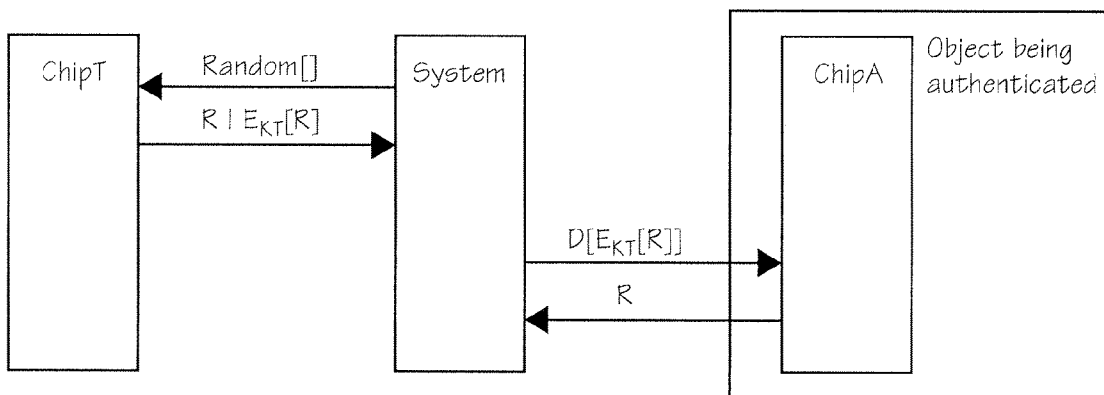 ChipT
System
ChipA
Object being
authenticated
Random[]
R | E_KT[R]
D[E_KT[R]]
R